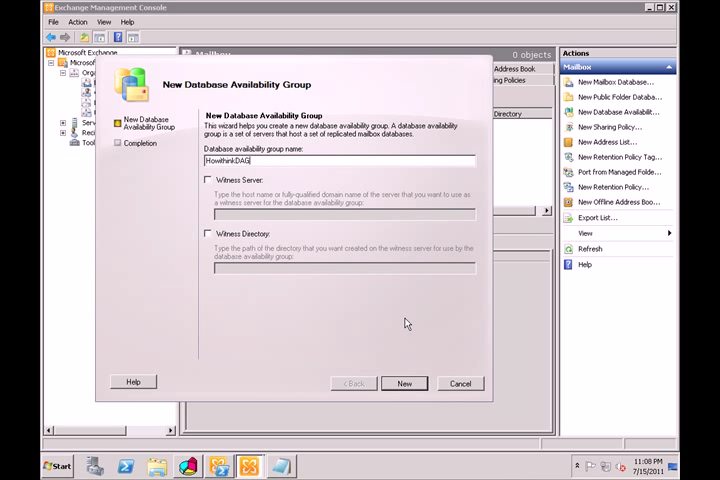 Exchange Management Console
File Action View Help
Microsoft Exchange
Mailbox
0 objects
Address Book
Directory
New Database Availability Group
New Database
Availability Group
Completion
New Database Availability Group
This wizard helps you create a new database availability group. A database availability
group is a set of servers that host a set of replicated mailbox databases.
Database availability group name:
HowithinkDAG
Witness Server:
Type the host name or fully-qualified domain name of the server that you want to use as
a witness server for the database availability group:
Witness Directory:
Type the path of the directory that you want created on the witness server for use by the
database availability group:
Help
< Back
New
Cancel
Actions
Mailbox
New Mailbox Database...
New Public Folder Databa...
New Database Availabilit...
New Sharing Policy...
New Address List...
New Retention Policy Tag...
Port from Managed Folde...
New Retention Policy...
New Offline Address Boo...
Export List...
View
Refresh
Help
Start
11:08 PM
7/15/2011